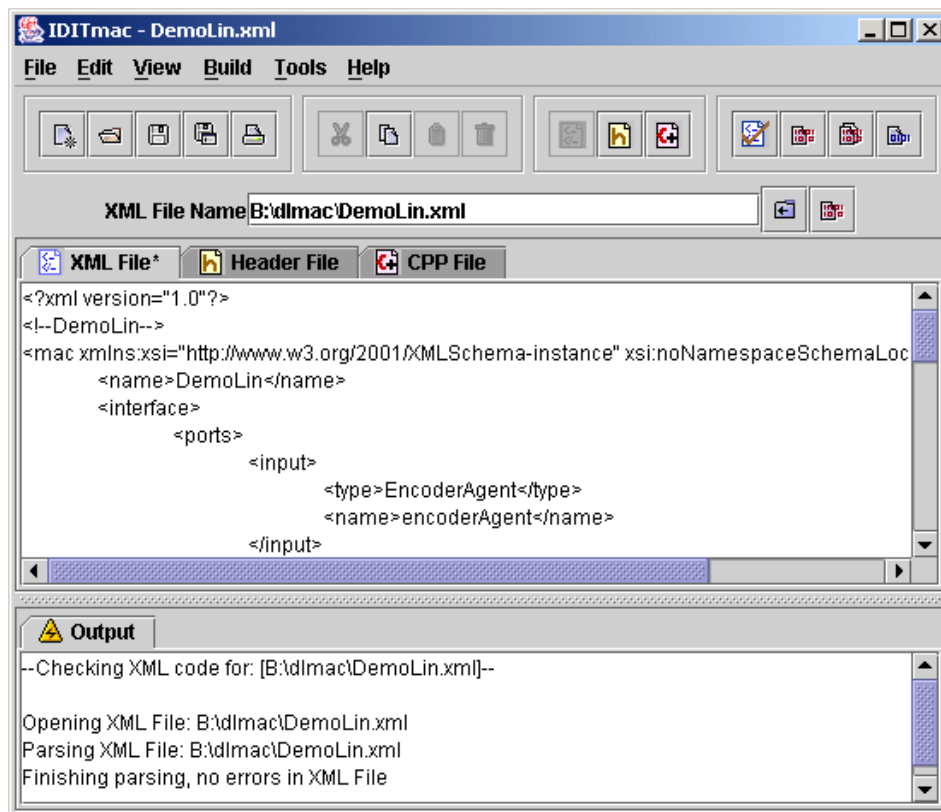 IDITmac - DemoLin.xml
File Edit View Build Tools Help
XML File Name B:\dlmac\DemoLin.xml
XML File* Header File CPP File
<?xml version="1.0"?>
<!--DemoLin-->
<mac xmlns:xsi="http://www.w3.org/2001/XMLSchema-instance" xsi:noNamespaceSchemaLoc
<name>DemoLin</name>
<interface>
<ports>
<input>
<type>EncoderAgent</type>
<name>encoderAgent</name>
</input>
Output
--Checking XML code for: [B:\dlmac\DemoLin.xml]--
Opening XML File: B:\dlmac\DemoLin.xml
Parsing XML File: B:\dlmac\DemoLin.xml
Finishing parsing, no errors in XML File